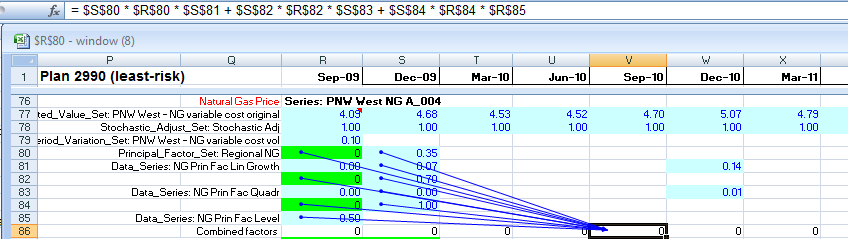 fx = $S$80 * $R$80 * $S$81 + $S$82 * $R$82 * $S$83 + $S$84 * $R$84 * $R$85
$R$80 - window (8)
P Q R S T U V W X
1 Plan 2990 (least-risk) Sep-09 Dec-09 Mar-10 Jun-10 Sep-10 Dec-10 Mar-11
76 Natural Gas Price Series: PNW West NG A_004
77 ted_Value_Set: PNW West - NG variable cost original 4.03 4.68 4.53 4.52 4.70 5.07 4.79
78 Stochastic_Adjust_Set: Stochastic Adj 1.00 1.00 1.00 1.00 1.00 1.00 1.00
79 eriod_Variation_Set: PNW West - NG variable cost vol 0.10
80 Principal_Factor_Set: Regional NG 0 0.35
81 Data_Series: NG Prin Fac Lin Growth 0.00 0.07 0.14
82 0 0.70
83 Data_Series: NG Prin Fac Quadr 0.00 0.00 0.01
84 0 1.00
85 Data_Series: NG Prin Fac Level 0.50
86 Combined factors 0 0 0 0 0 0 0